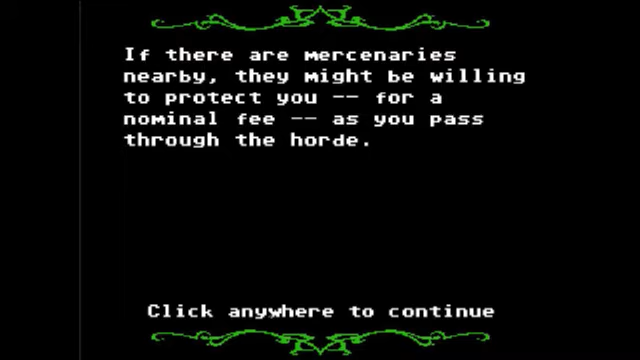 If there are mercenaries
nearby, they might be willing
to protect you -- for a
nominal fee -- as you pass
through the horde.
Click anywhere to continue